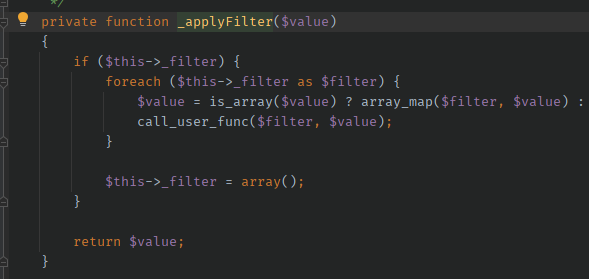 */
private function _applyFilter($value)
{
if ($this->_filter) {
foreach ($this->_filter as $filter) {
$value = is_array($value) ? array_map($filter, $value) :
call_user_func($filter, $value);
}
$this->_filter = array();
}
return $value;
}